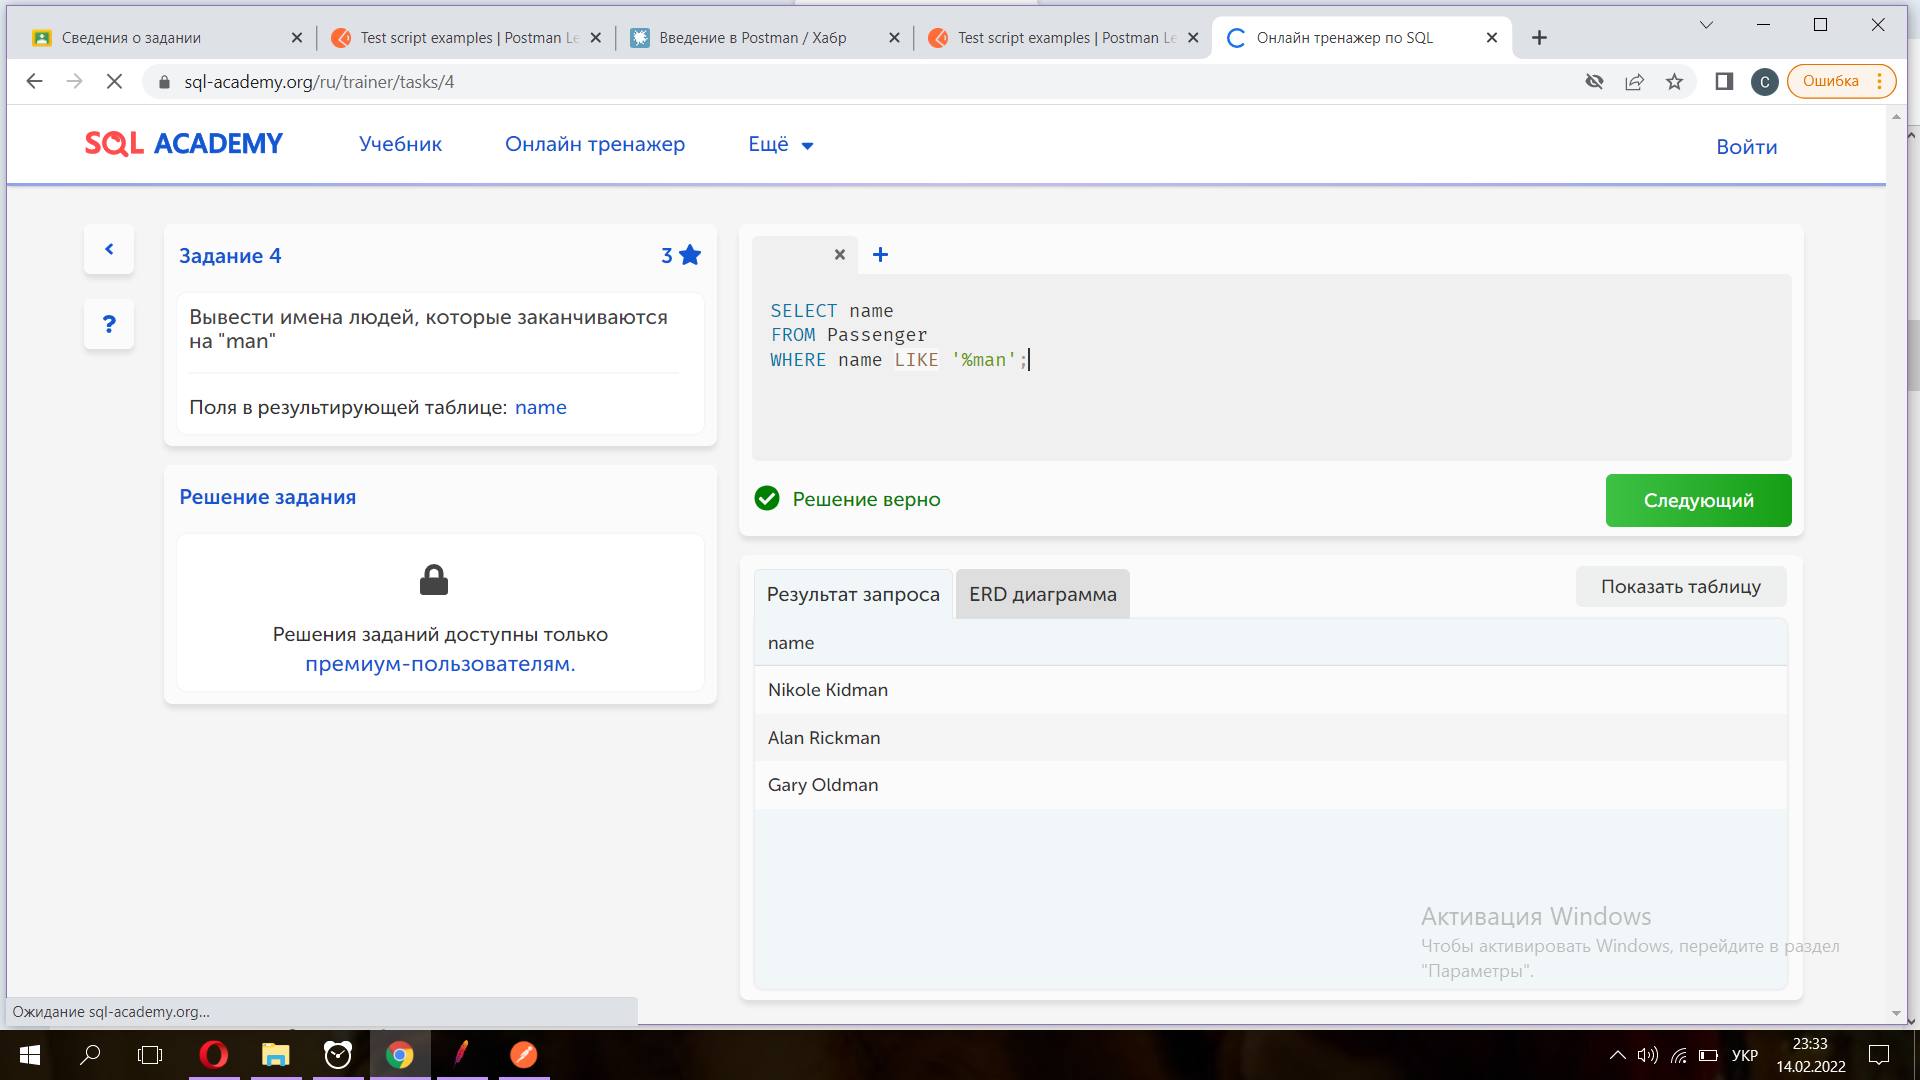 Сведения о задании
Test script examples | Postman Le
Введение в Postman / Хабр
Test script examples | Postman Le
Онлайн тренажер по SQL
sql-academy.org/ru/trainer/tasks/4
C
Ошибка
SQL ACADEMY
Учебник
Онлайн тренажер
Ещё
Войти
Задание 4
3
?
Вывести имена людей, которые заканчиваются
на "man"
Поля в результирующей таблице: name
Решение задания
Решения заданий доступны только
премиум-пользователям.
SELECT name
FROM Passenger
WHERE name LIKE '%man';
Решение верно
Следующий
Результат запроса
ERD диаграмма
Показать таблицу
name
Nikole Kidman
Alan Rickman
Gary Oldman
Активация Windows
Чтобы активировать Windows, перейдите в раздел
"Параметры".
Ожидание sql-academy.org...
УКР
23:33
14.02.2022